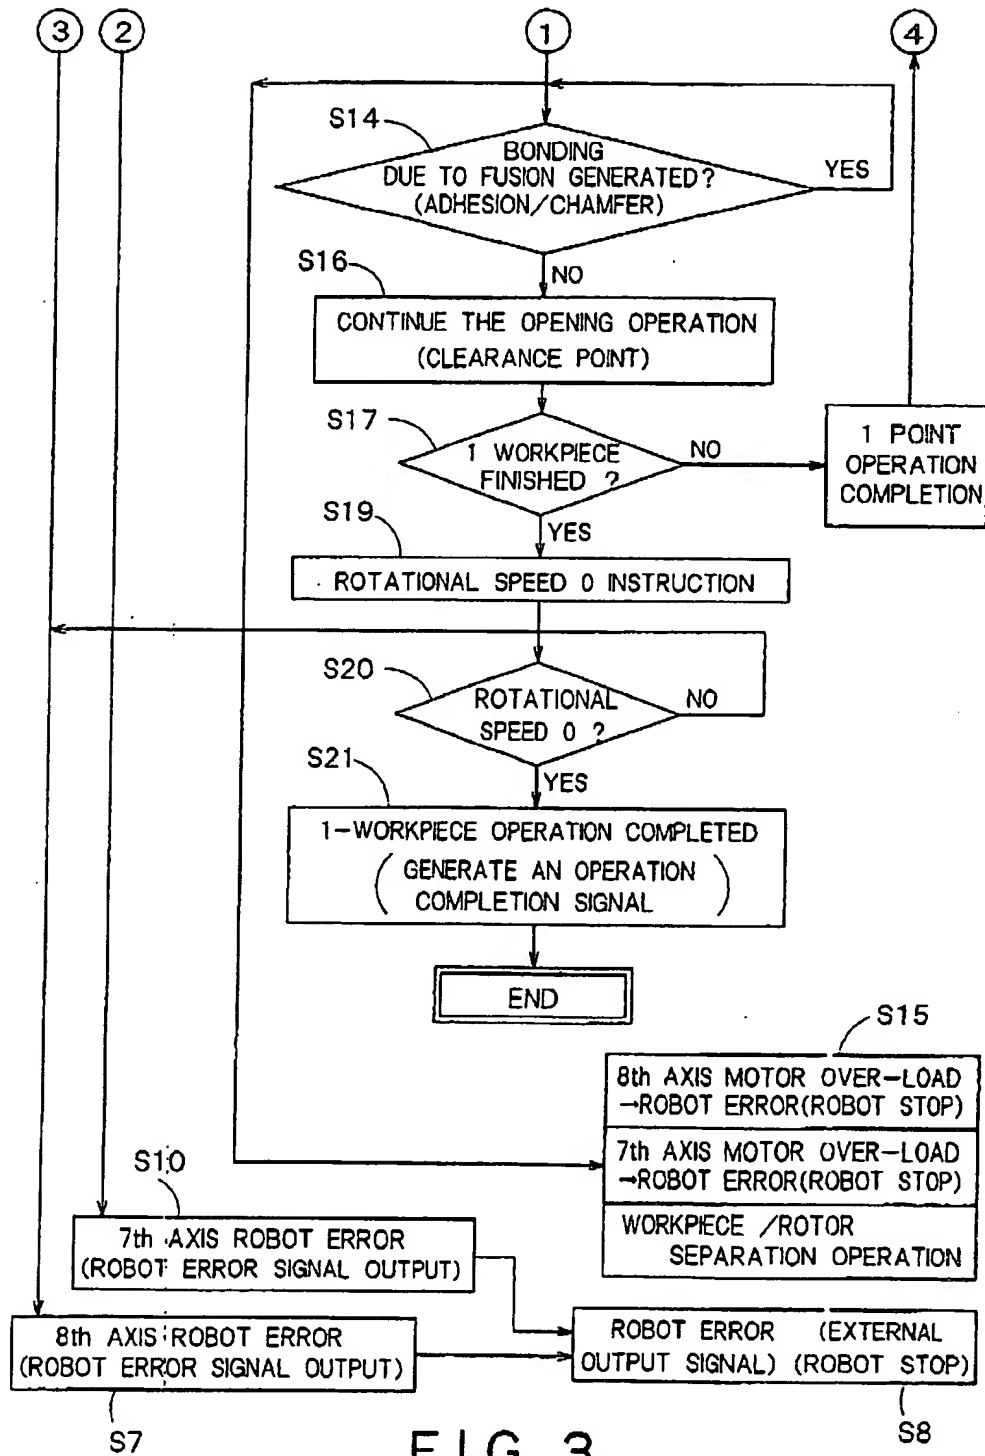 3 2 1 4
S14
BONDING
DUE TO FUSION GENERATED?
(ADHESION/CHAMFER)
YES
S16
NO
CONTINUE THE OPENING OPERATION
(CLEARANCE POINT)
S17
1 WORKPIECE
FINISHED ?
NO
1 POINT
OPERATION
COMPLETION
S19
YES
ROTATIONAL SPEED 0 INSTRUCTION
S20
ROTATIONAL
SPEED 0 ?
NO
S21
YES
1-WORKPIECE OPERATION COMPLETED
(GENERATE AN OPERATION
COMPLETION SIGNAL)
END
S15
8th AXIS MOTOR OVER-LOAD
→ROBOT ERROR(ROBOT STOP)
7th AXIS MOTOR OVER-LOAD
→ROBOT ERROR(ROBOT STOP)
WORKPIECE /ROTOR
SEPARATION OPERATION
S10
7th AXIS ROBOT ERROR
(ROBOT ERROR SIGNAL OUTPUT)
8th AXIS ROBOT ERROR
(ROBOT ERROR SIGNAL OUTPUT)
S7
ROBOT ERROR (EXTERNAL
OUTPUT SIGNAL) (ROBOT STOP)
S8
FIG.3